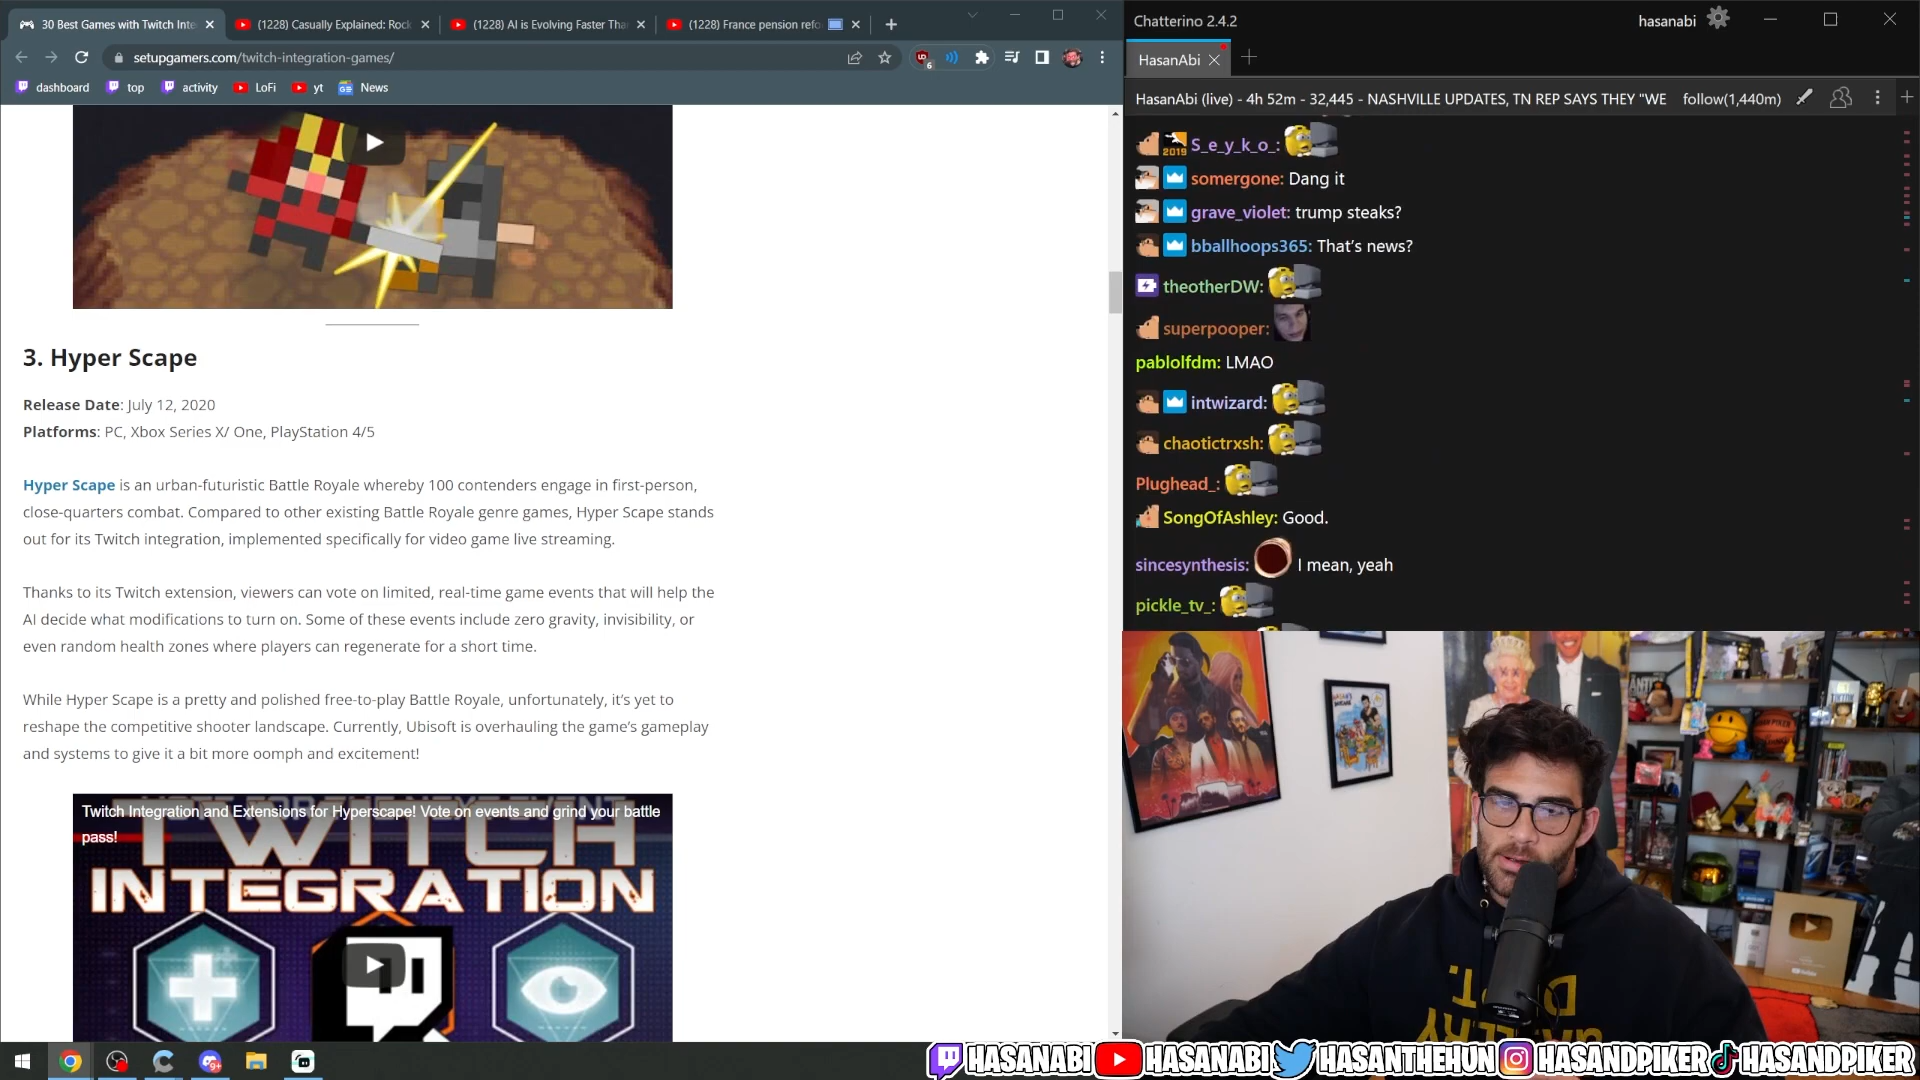 30 Best Games with Twitch Inte
(1228) Casually Explained: Rock
(1228) AI is Evolving Faster Tha
(1228) France pension refo
setupgamers.com/twitch-integration-games/
6
dashboard
top
activity
LoFi
yt
News
3. Hyper Scape
Release Date: July 12, 2020
Platforms: PC, Xbox Series X/ One, PlayStation 4/5
Hyper Scape is an urban-futuristic Battle Royale whereby 100 contenders engage in first-person,
close-quarters combat. Compared to other existing Battle Royale genre games, Hyper Scape stands
out for its Twitch integration, implemented specifically for video game live streaming.
Thanks to its Twitch extension, viewers can vote on limited, real-time game events that will help the
AI decide what modifications to turn on. Some of these events include zero gravity, invisibility, or
even random health zones where players can regenerate for a short time.
While Hyper Scape is a pretty and polished free-to-play Battle Royale, unfortunately, it's yet to
reshape the competitive shooter landscape. Currently, Ubisoft is overhauling the game's gameplay
and systems to give it a bit more oomph and excitement!
Twitch Integration and Extensions for Hyperscape! Vote on events and grind your battle
pass!
TWITCH
INTEGRATION
Chatterino 2.4.2
hasanabi
HasanAbi
HasanAbi (live) - 4h 52m - 32,445 - NASHVILLE UPDATES, TN REP SAYS THEY "WE
follow(1,440m)
2019 S_e_y_k_o_:
somergone: Dang it
grave_violet: trump steaks?
bballhoops365: That's news?
theotherDW:
superpooper:
pablolfdm: LMAO
intwizard:
chaotictrxsh:
Plughead_:
SongOfAshley: Good.
sincesynthesis: I mean, yeah
pickle_tv_:
HASANABI
HASANABI
HASANTHEHUN
HASANDPIKER
HASANDPIKER